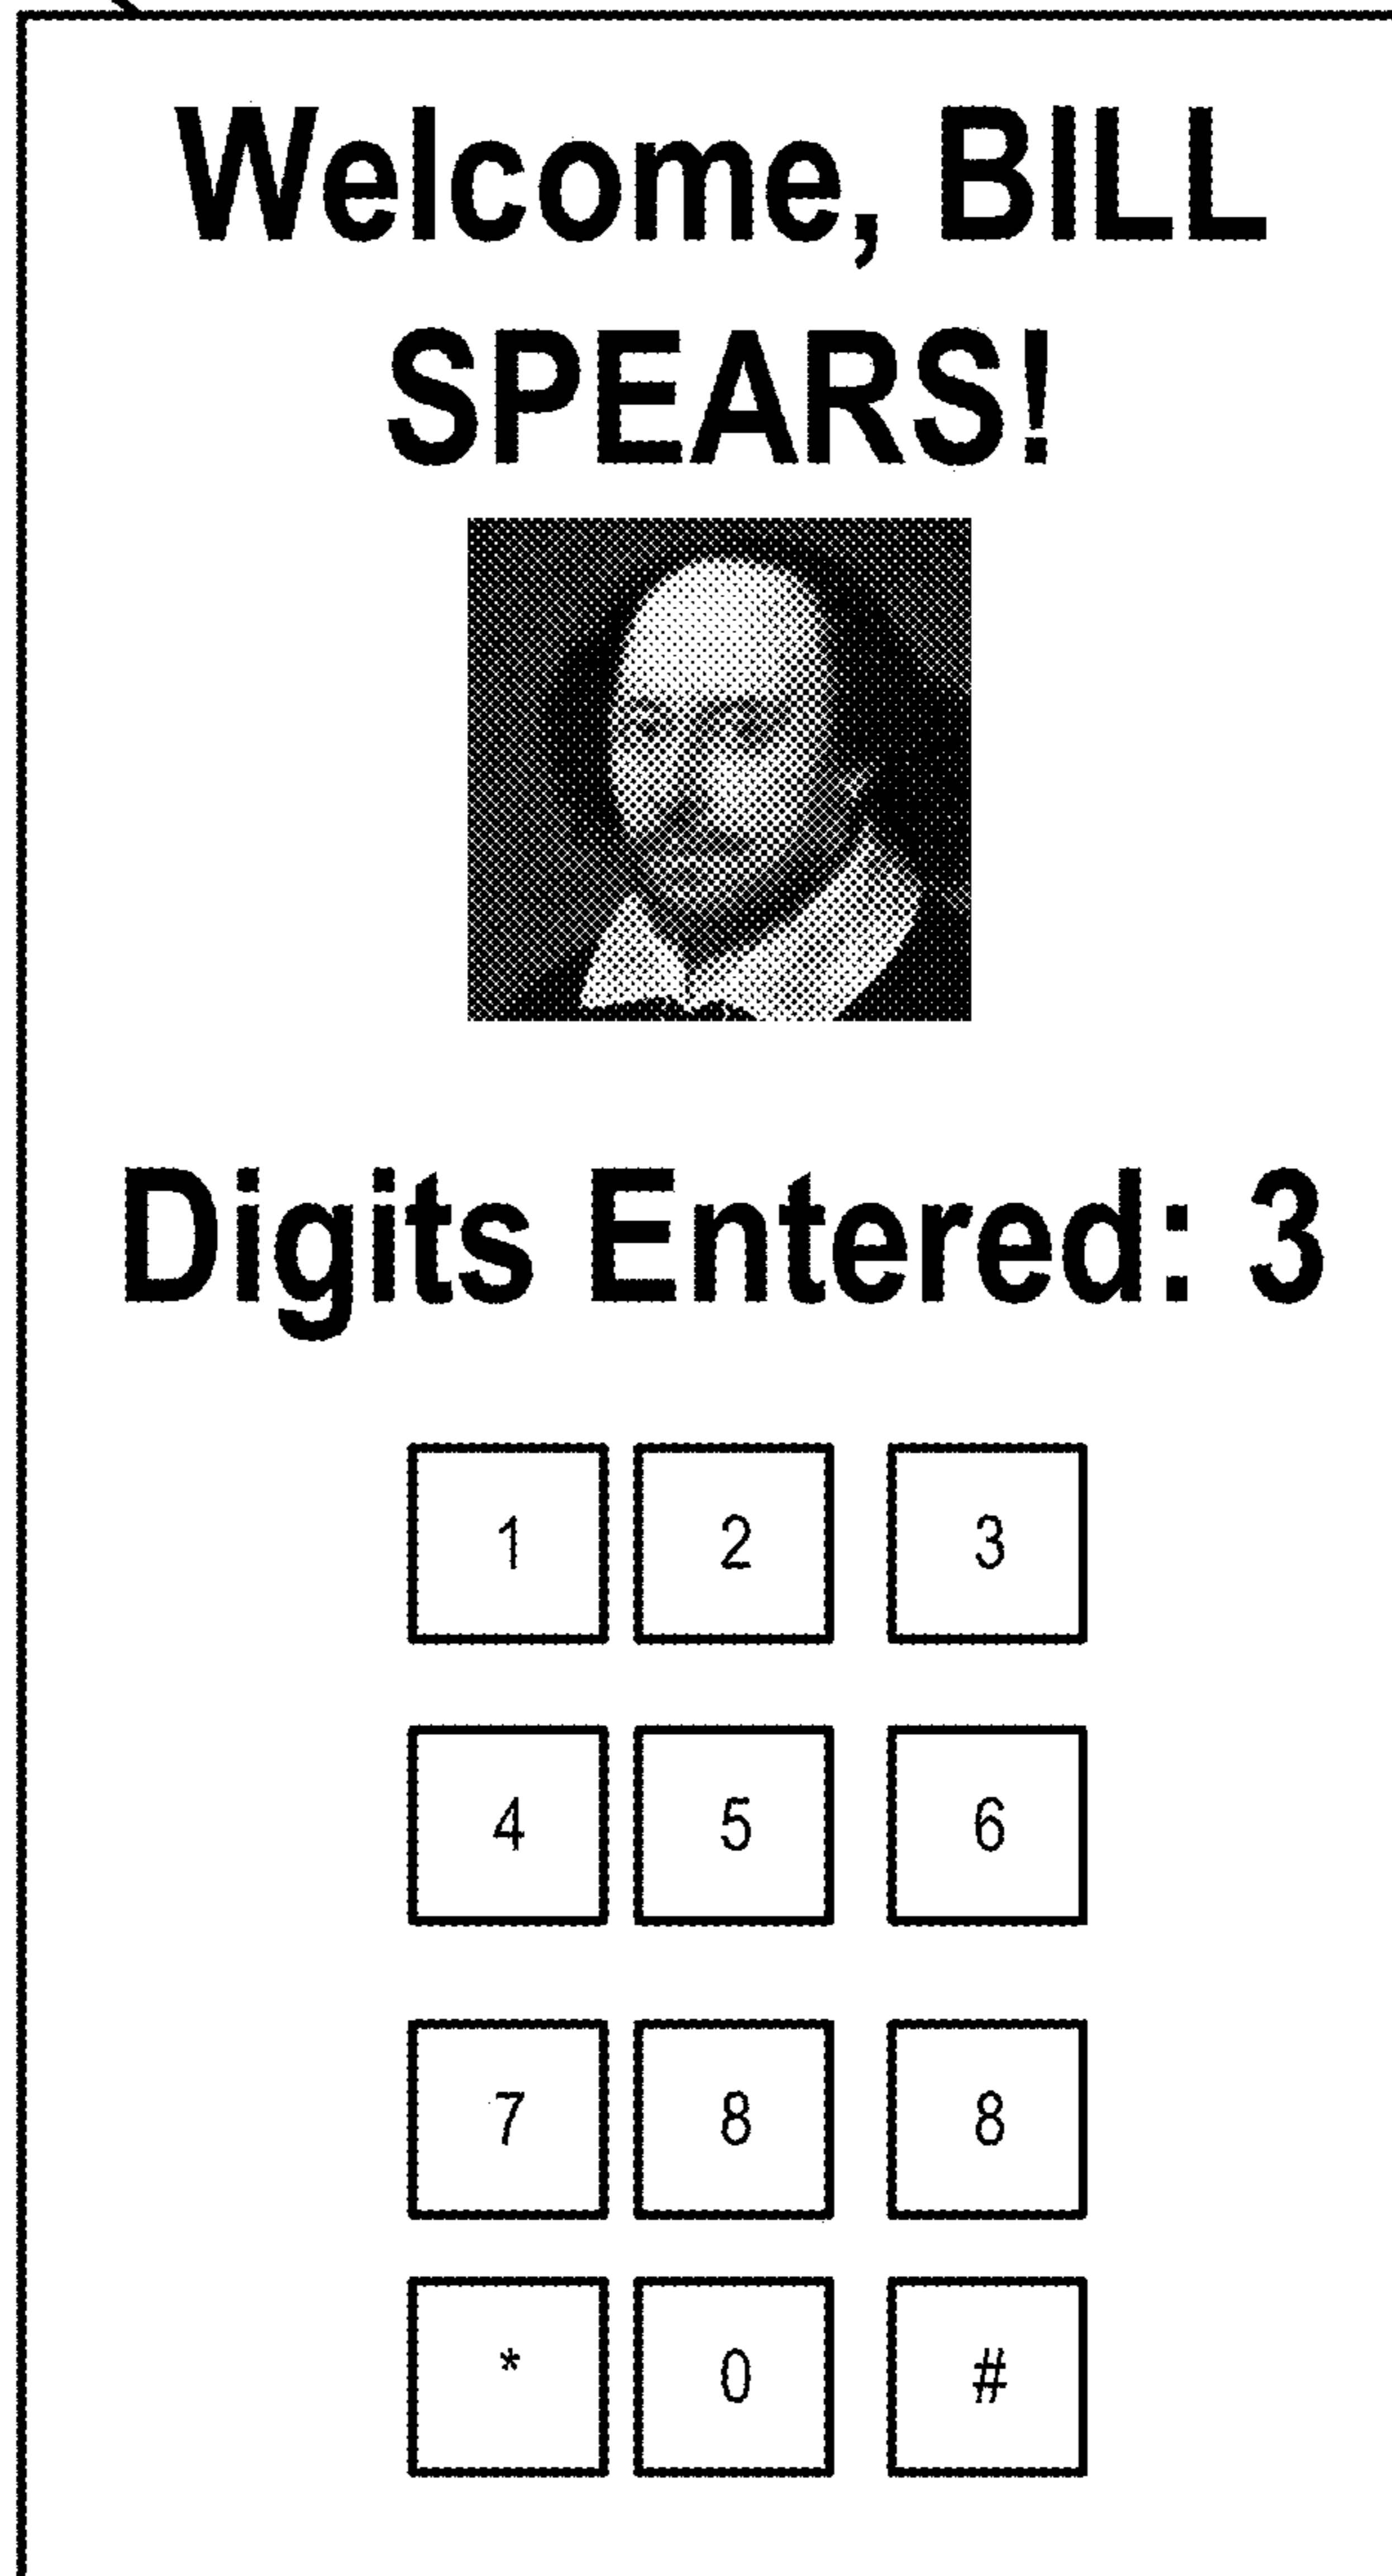 Welcome, BILL
SPEARS!
Digits Entered: 3
1 2 3
4 5 6
7 8 8
* 0 #